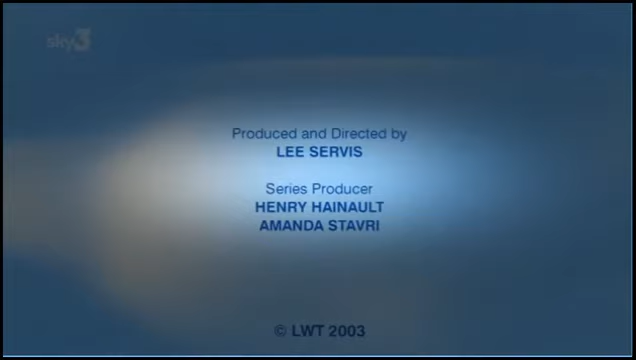 sky3
Produced and Directed by
LEE SERVIS
Series Producer
HENRY HAINAULT
AMANDA STAVRI
© LWT 2003